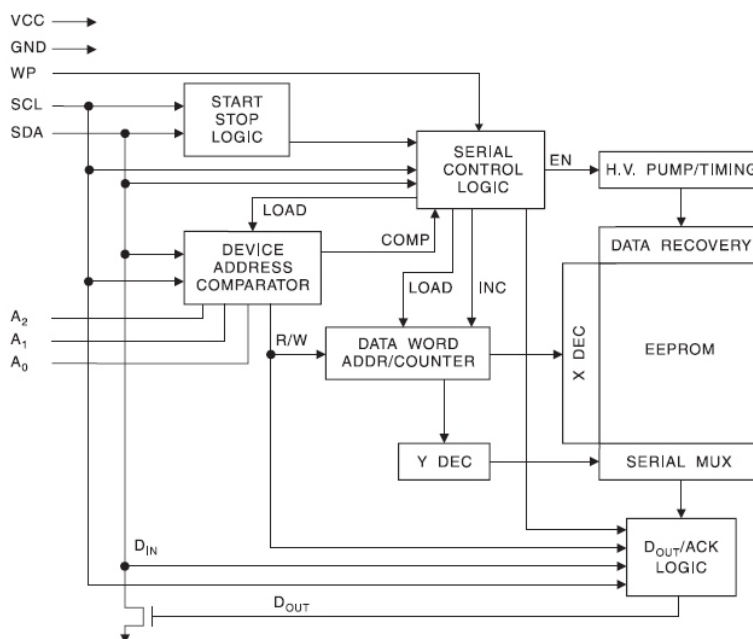 VCC
GND
WP
SCL
SDA
START
STOP
LOGIC
SERIAL
CONTROL
LOGIC
EN
H.V. PUMP/TIMING
LOAD
COMP
DEVICE
ADDRESS
COMPARATOR
DATA RECOVERY
LOAD
INC
A2
A1
A0
R/W
DATA WORD
ADDR/COUNTER
X DEC
EEPROM
Y DEC
SERIAL MUX
DIN
DOUT/ACK
LOGIC
DOUT